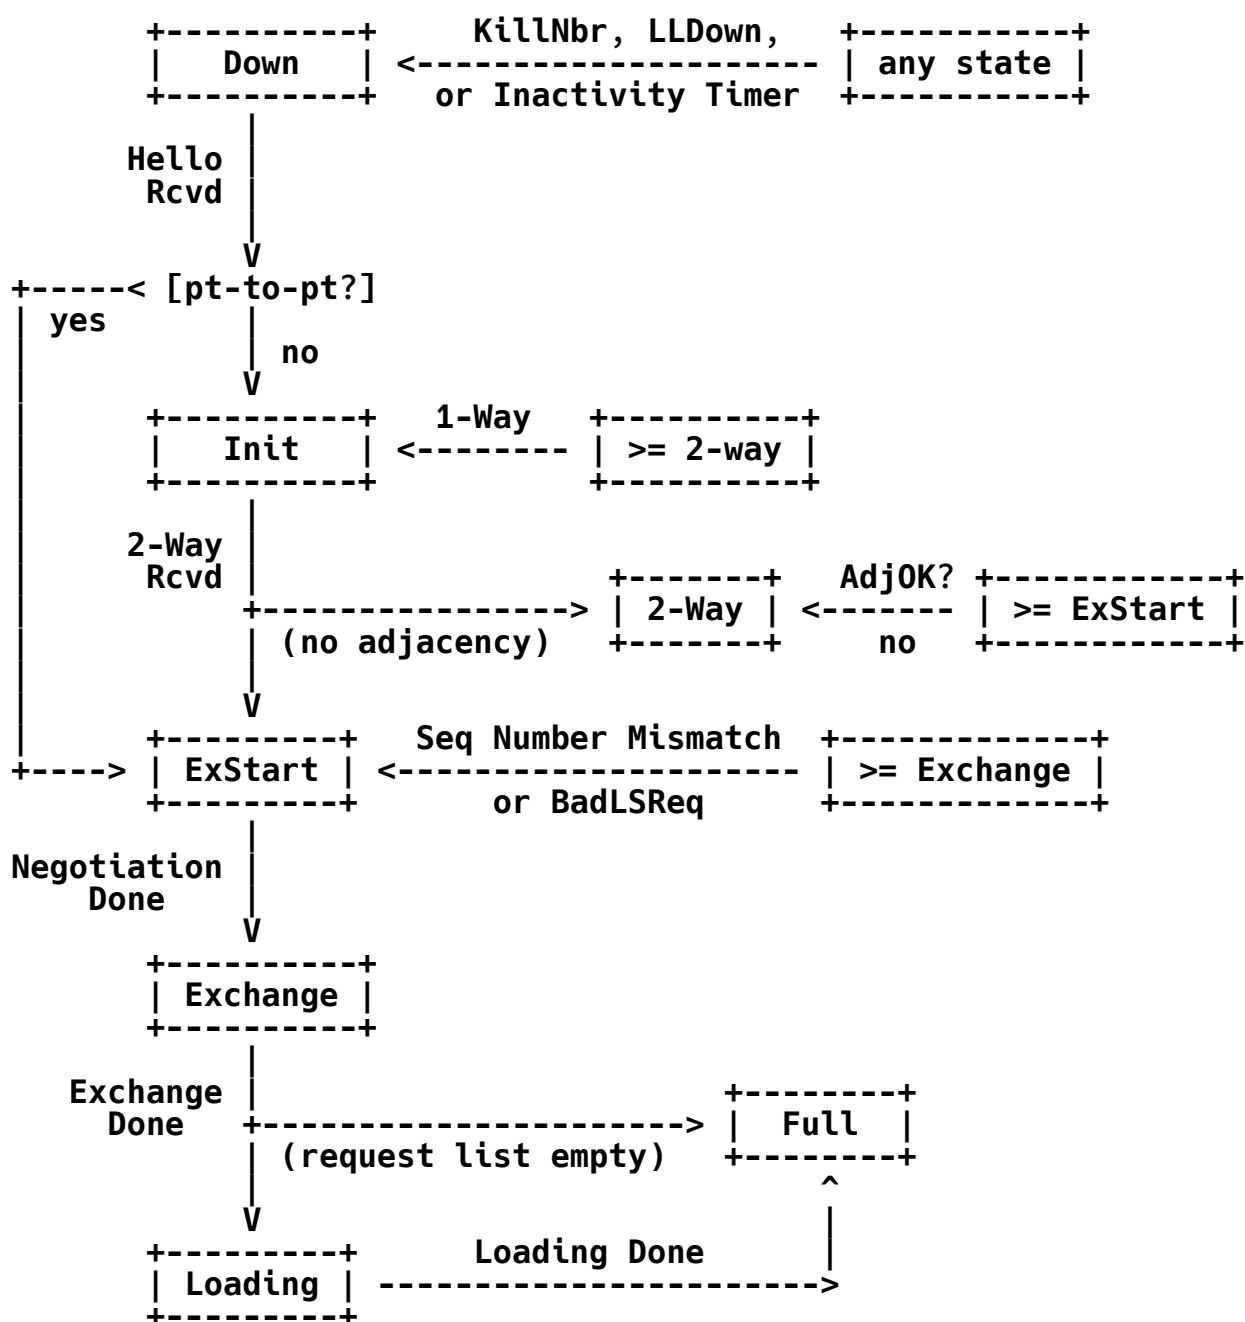 +----------+     KillNbr, LLDown,   +-----------+
|   Down   | <--------------------- | any state |
+----------+   or Inactivity Timer  +-----------+
|
Hello |
Rcvd |
|
V
+-----< [pt-to-pt?]
| yes       |
| no
V
+----------+   1-Way   +----------+
|   Init   | <-------- | >= 2-way |
+----------+           +----------+
|
2-Way |
Rcvd |                  +-------+   AdjOK? +------------+
+----------------> | 2-Way | <------- | >= ExStart |
| (no adjacency)   +-------+     no   +------------+
|
V
+---------+   Seq Number Mismatch  +-------------+
+----> | ExStart | <--------------------- | >= Exchange |
+---------+       or BadLSReq      +-------------+
|
Negotiation |
Done    |
V
+----------+
| Exchange |
+----------+
|
Exchange |                          +--------+
Done   +----------------------> |  Full  |
| (request list empty)   +--------+
|                             ^
V                             |
+---------+      Loading Done      |
| Loading | ----------------------->
+---------+